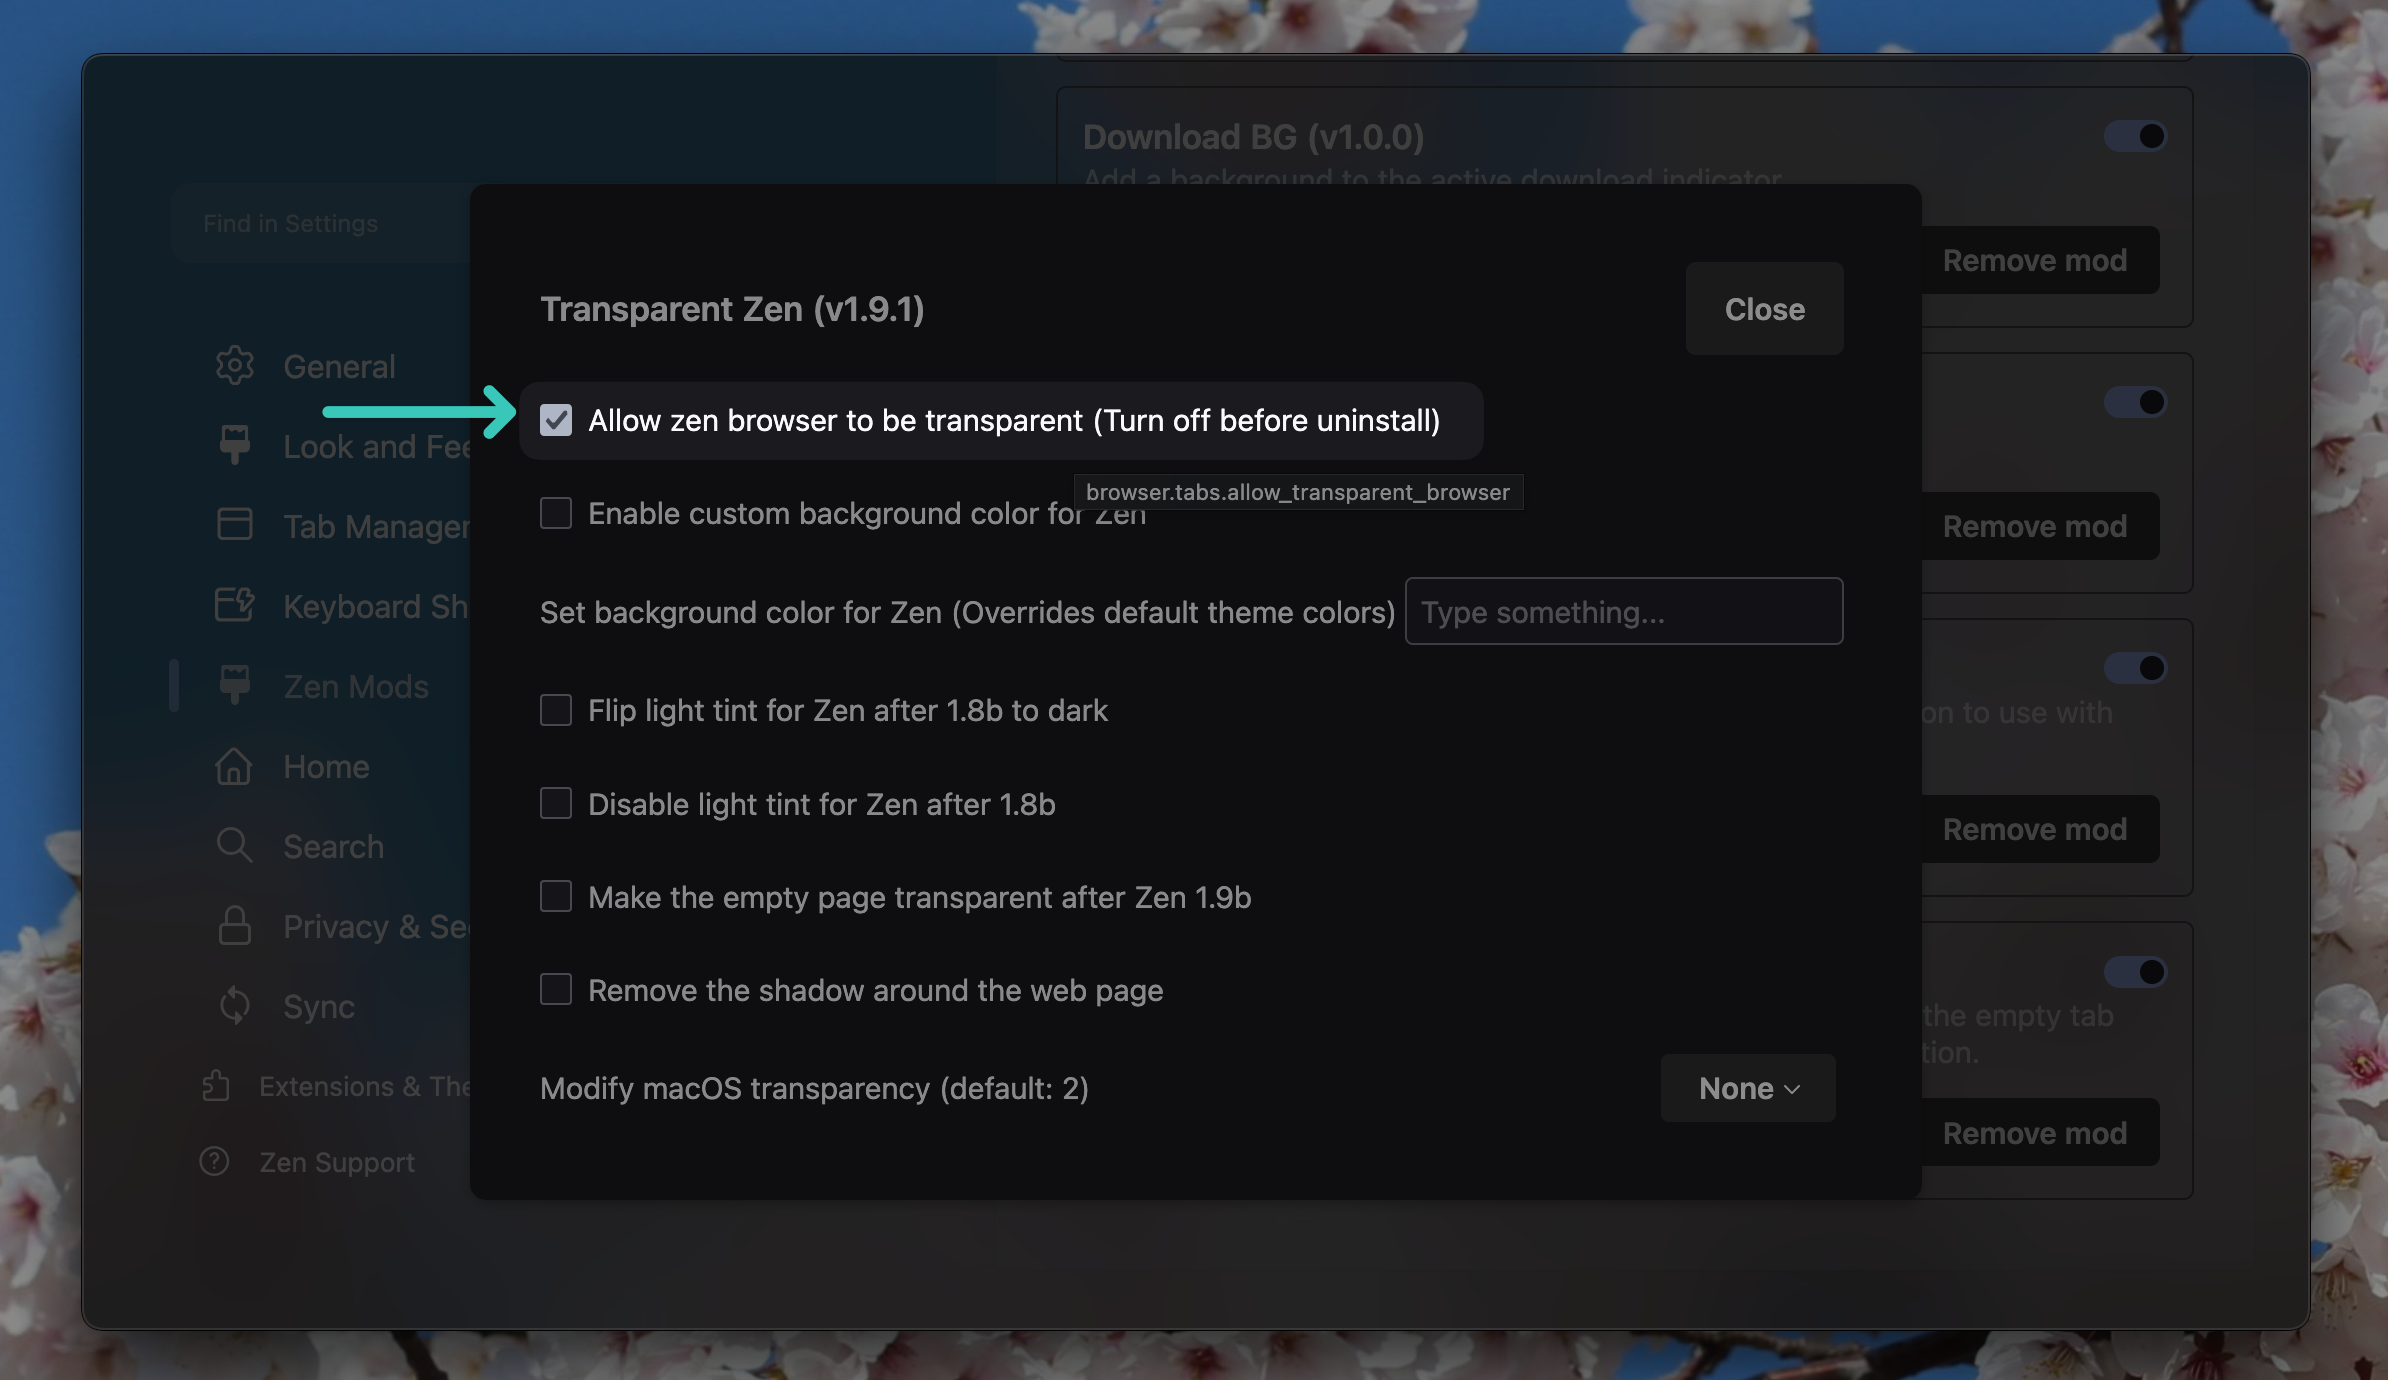 Download BG (v1.0.0)
Add a background to the active download indicator
Find in Settings
Remove mod
Transparent Zen (v1.9.1)
Close
General
Allow zen browser to be transparent (Turn off before uninstall)
Look and Fee
browser.tabs.allow_transparent_browser
Enable custom background color for Zen
Tab Manager
Remove mod
Keyboard Sh
Set background color for Zen (Overrides default theme colors)
Type something...
Zen Mods
Flip light tint for Zen after 1.8b to dark
on to use with
Home
Disable light tint for Zen after 1.8b
Remove mod
Search
Make the empty page transparent after Zen 1.9b
Privacy & Sec
Remove the shadow around the web page
Sync
the empty tab
tion.
Extensions & The
Modify macOS transparency (default: 2)
None
Remove mod
Zen Support